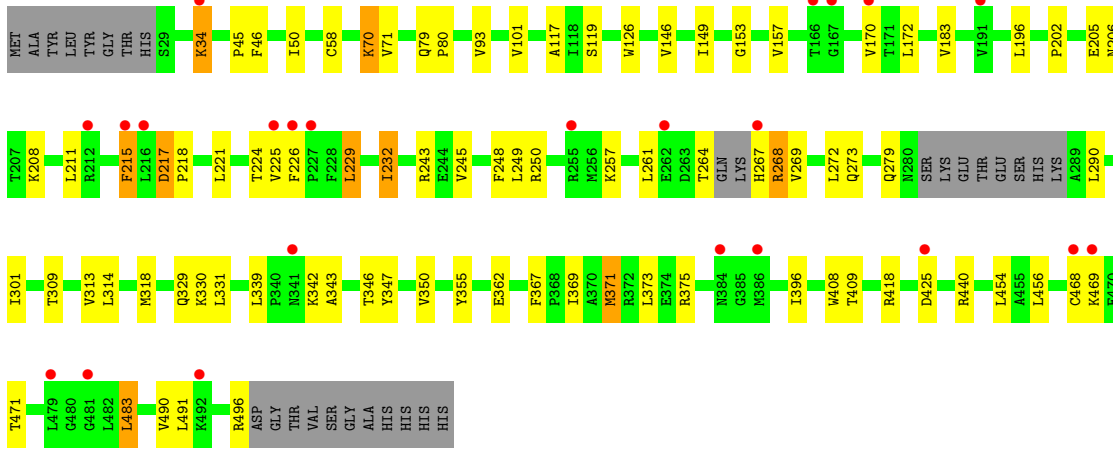 MET ALA TYR LEU TYR GLY THR HIS S29 K34 P45 F46 I50 C58 K70 V71 Q79 P80 V93 V101 A117 I118 S119 W126 V146 I149 G153 V157 T166 G167 V170 T171 L172 V183 V191 L196 P202 E205 N206
T207 K208 L211 R212 F215 L216 D217 P218 L221 T224 V225 F226 P227 F228 L229 I232 R243 E244 V245 F248 L249 R250 R255 M256 K257 L261 E262 D263 T264 GLN LYS H267 R268 V269 L272 Q273 Q279 N280 SER LYS GLU THR GLU SER HIS LYS A289 L290
I301 T309 V313 L314 M318 Q329 K330 L331 L339 P340 N341 K342 A343 T346 Y347 V350 Y355 E362 F367 P368 I369 A370 M371 R372 L373 E374 R375 N384 G385 M386 I396 W408 T409 R418 D425 R440 L454 A455 L456 C468 K469
T471 L479 G480 G481 L482 L483 V490 L491 K492 R496 ASP GLY THR VAL SER GLY ALA HIS HIS HIS HIS